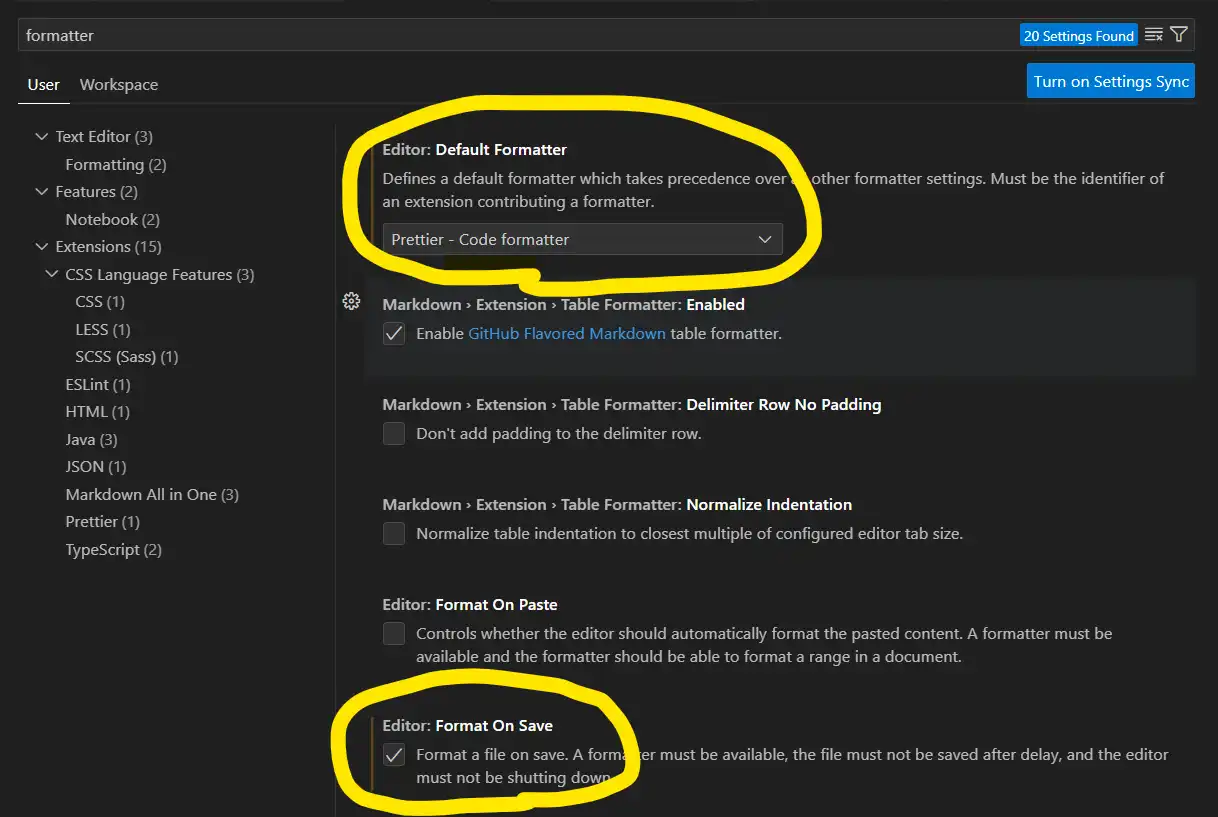 formatter
20 Settings Found
User
Workspace
Turn on Settings Sync
Text Editor (3)
Formatting (2)
Features (2)
Notebook (2)
Extensions (15)
CSS Language Features (3)
CSS (1)
LESS (1)
SCSS (Sass) (1)
ESLint (1)
HTML (1)
Java (3)
JSON (1)
Markdown All in One (3)
Prettier (1)
TypeScript (2)
Editor: Default Formatter
Defines a default formatter which takes precedence over all other formatter settings. Must be the identifier of
an extension contributing a formatter.
Prettier - Code formatter
Markdown › Extension › Table Formatter: Enabled
Enable GitHub Flavored Markdown table formatter.
Markdown › Extension › Table Formatter: Delimiter Row No Padding
Don't add padding to the delimiter row.
Markdown › Extension › Table Formatter: Normalize Indentation
Normalize table indentation to closest multiple of configured editor tab size.
Editor: Format On Paste
Controls whether the editor should automatically format the pasted content. A formatter must be
available and the formatter should be able to format a range in a document.
Editor: Format On Save
Format a file on save. A formatter must be available, the file must not be saved after delay, and the editor
must not be shutting down.